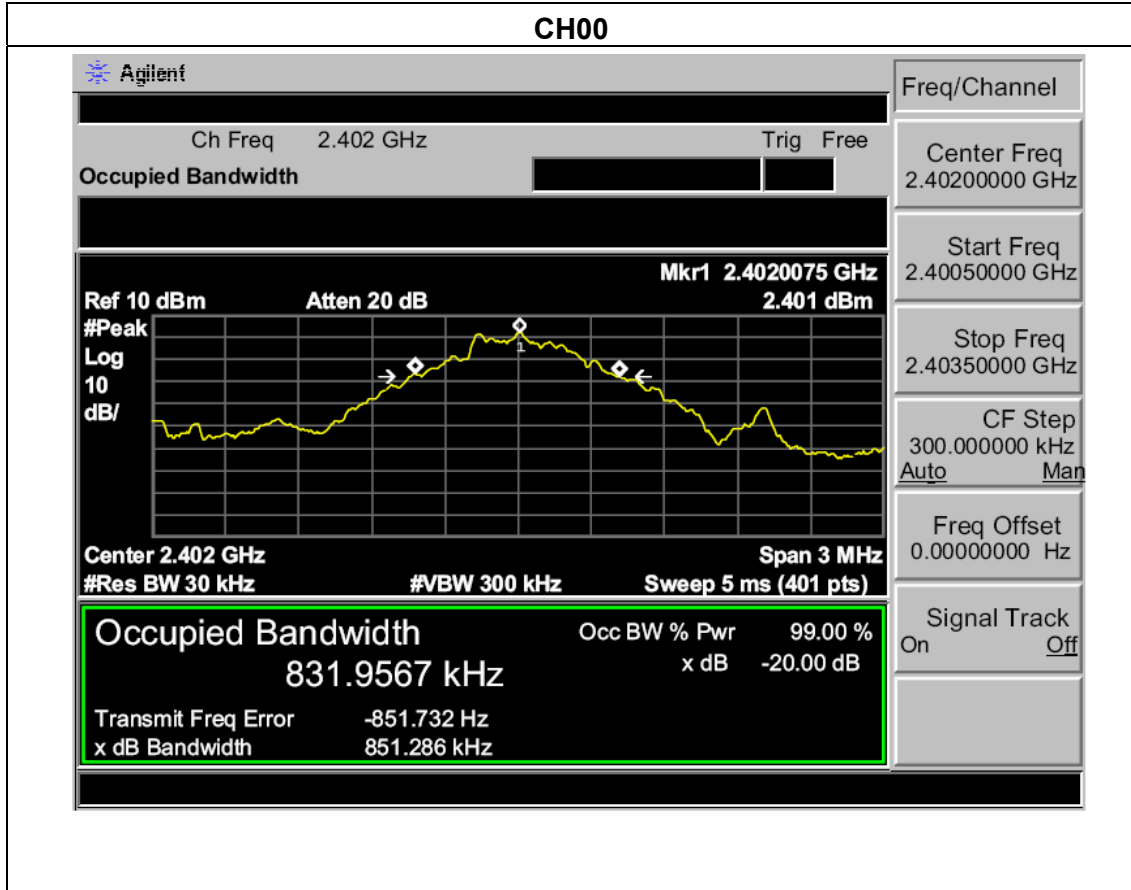 CH00
Agilent
Freq/Channel
Ch Freq 2.402 GHz Trig Free
Occupied Bandwidth
Center Freq
2.40200000 GHz
Start Freq
2.40050000 GHz
Mkr1 2.4020075 GHz
Ref 10 dBm Atten 20 dB 2.401 dBm
#Peak
Log
10
dB/
1
Stop Freq
2.40350000 GHz
CF Step
300.000000 kHz
Auto Man
Center 2.402 GHz Span 3 MHz
#Res BW 30 kHz #VBW 300 kHz Sweep 5 ms (401 pts)
Freq Offset
0.00000000 Hz
Occupied Bandwidth Occ BW % Pwr 99.00 %
831.9567 kHz x dB -20.00 dB
Transmit Freq Error -851.732 Hz
x dB Bandwidth 851.286 kHz
Signal Track
On Off